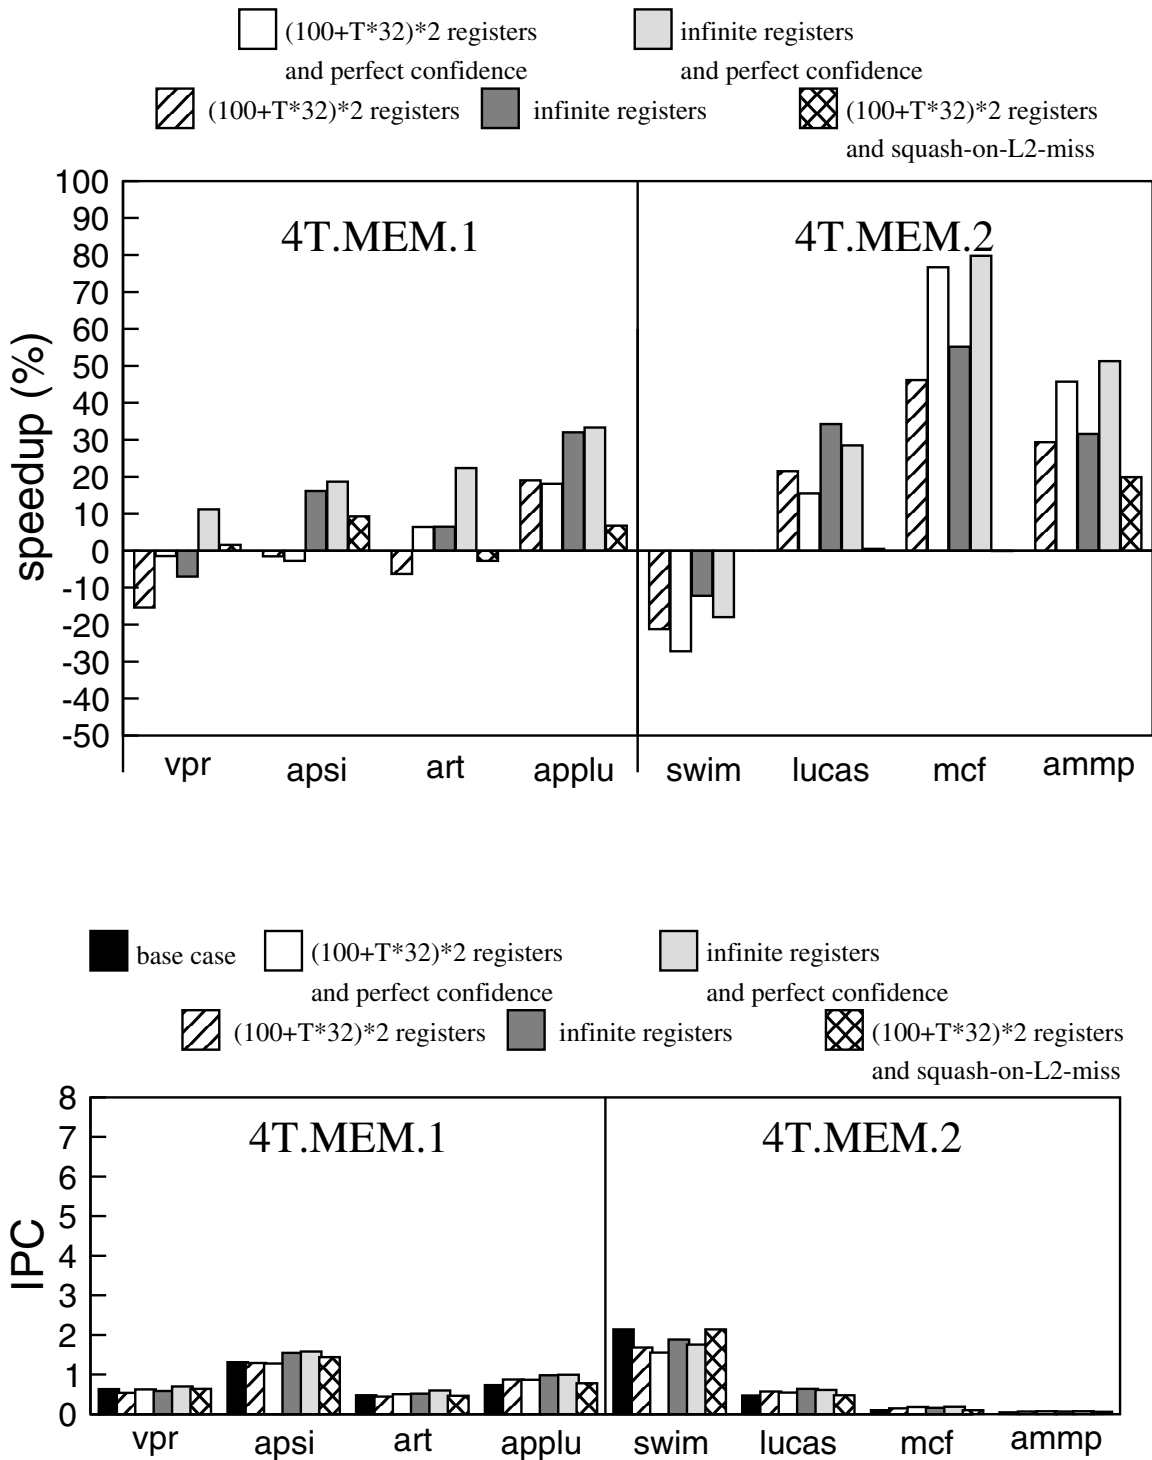 (100+T*32)*2 registers
and perfect confidence
infinite registers
and perfect confidence
(100+T*32)*2 registers
infinite registers
(100+T*32)*2 registers
and squash-on-L2-miss
100
90
80
70
60
50
40
30
20
10
0
-10
-20
-30
-40
-50
speedup (%)
4T.MEM.1
4T.MEM.2
vpr
apsi
art
applu
swim
lucas
mcf
ammp
base case
(100+T*32)*2 registers
and perfect confidence
infinite registers
and perfect confidence
(100+T*32)*2 registers
infinite registers
(100+T*32)*2 registers
and squash-on-L2-miss
8
7
6
5
4
3
2
1
0
IPC
4T.MEM.1
4T.MEM.2
vpr
apsi
art
applu
swim
lucas
mcf
ammp